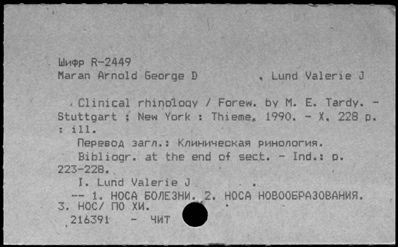 Шифр R-2449
Maran Arnold George D , Lund Valerie J
Clinical rhinology / Forew. by M. E. Tardy. -
Stuttgart ; New York : Thieme, 1990. - X, 228 p.
: ill.
Перевод загл.: Клиническая ринология.
Bibliogr. at the end of sect. - Ind.: p.
223-228.
I. Lund Valerie J .
-- 1. НОСА БОЛЕЗНИ. 2. НОСА НОВООБРАЗОВАНИЯ.
3. НОС/ ПО ХИ.
216391 - ЧИТ